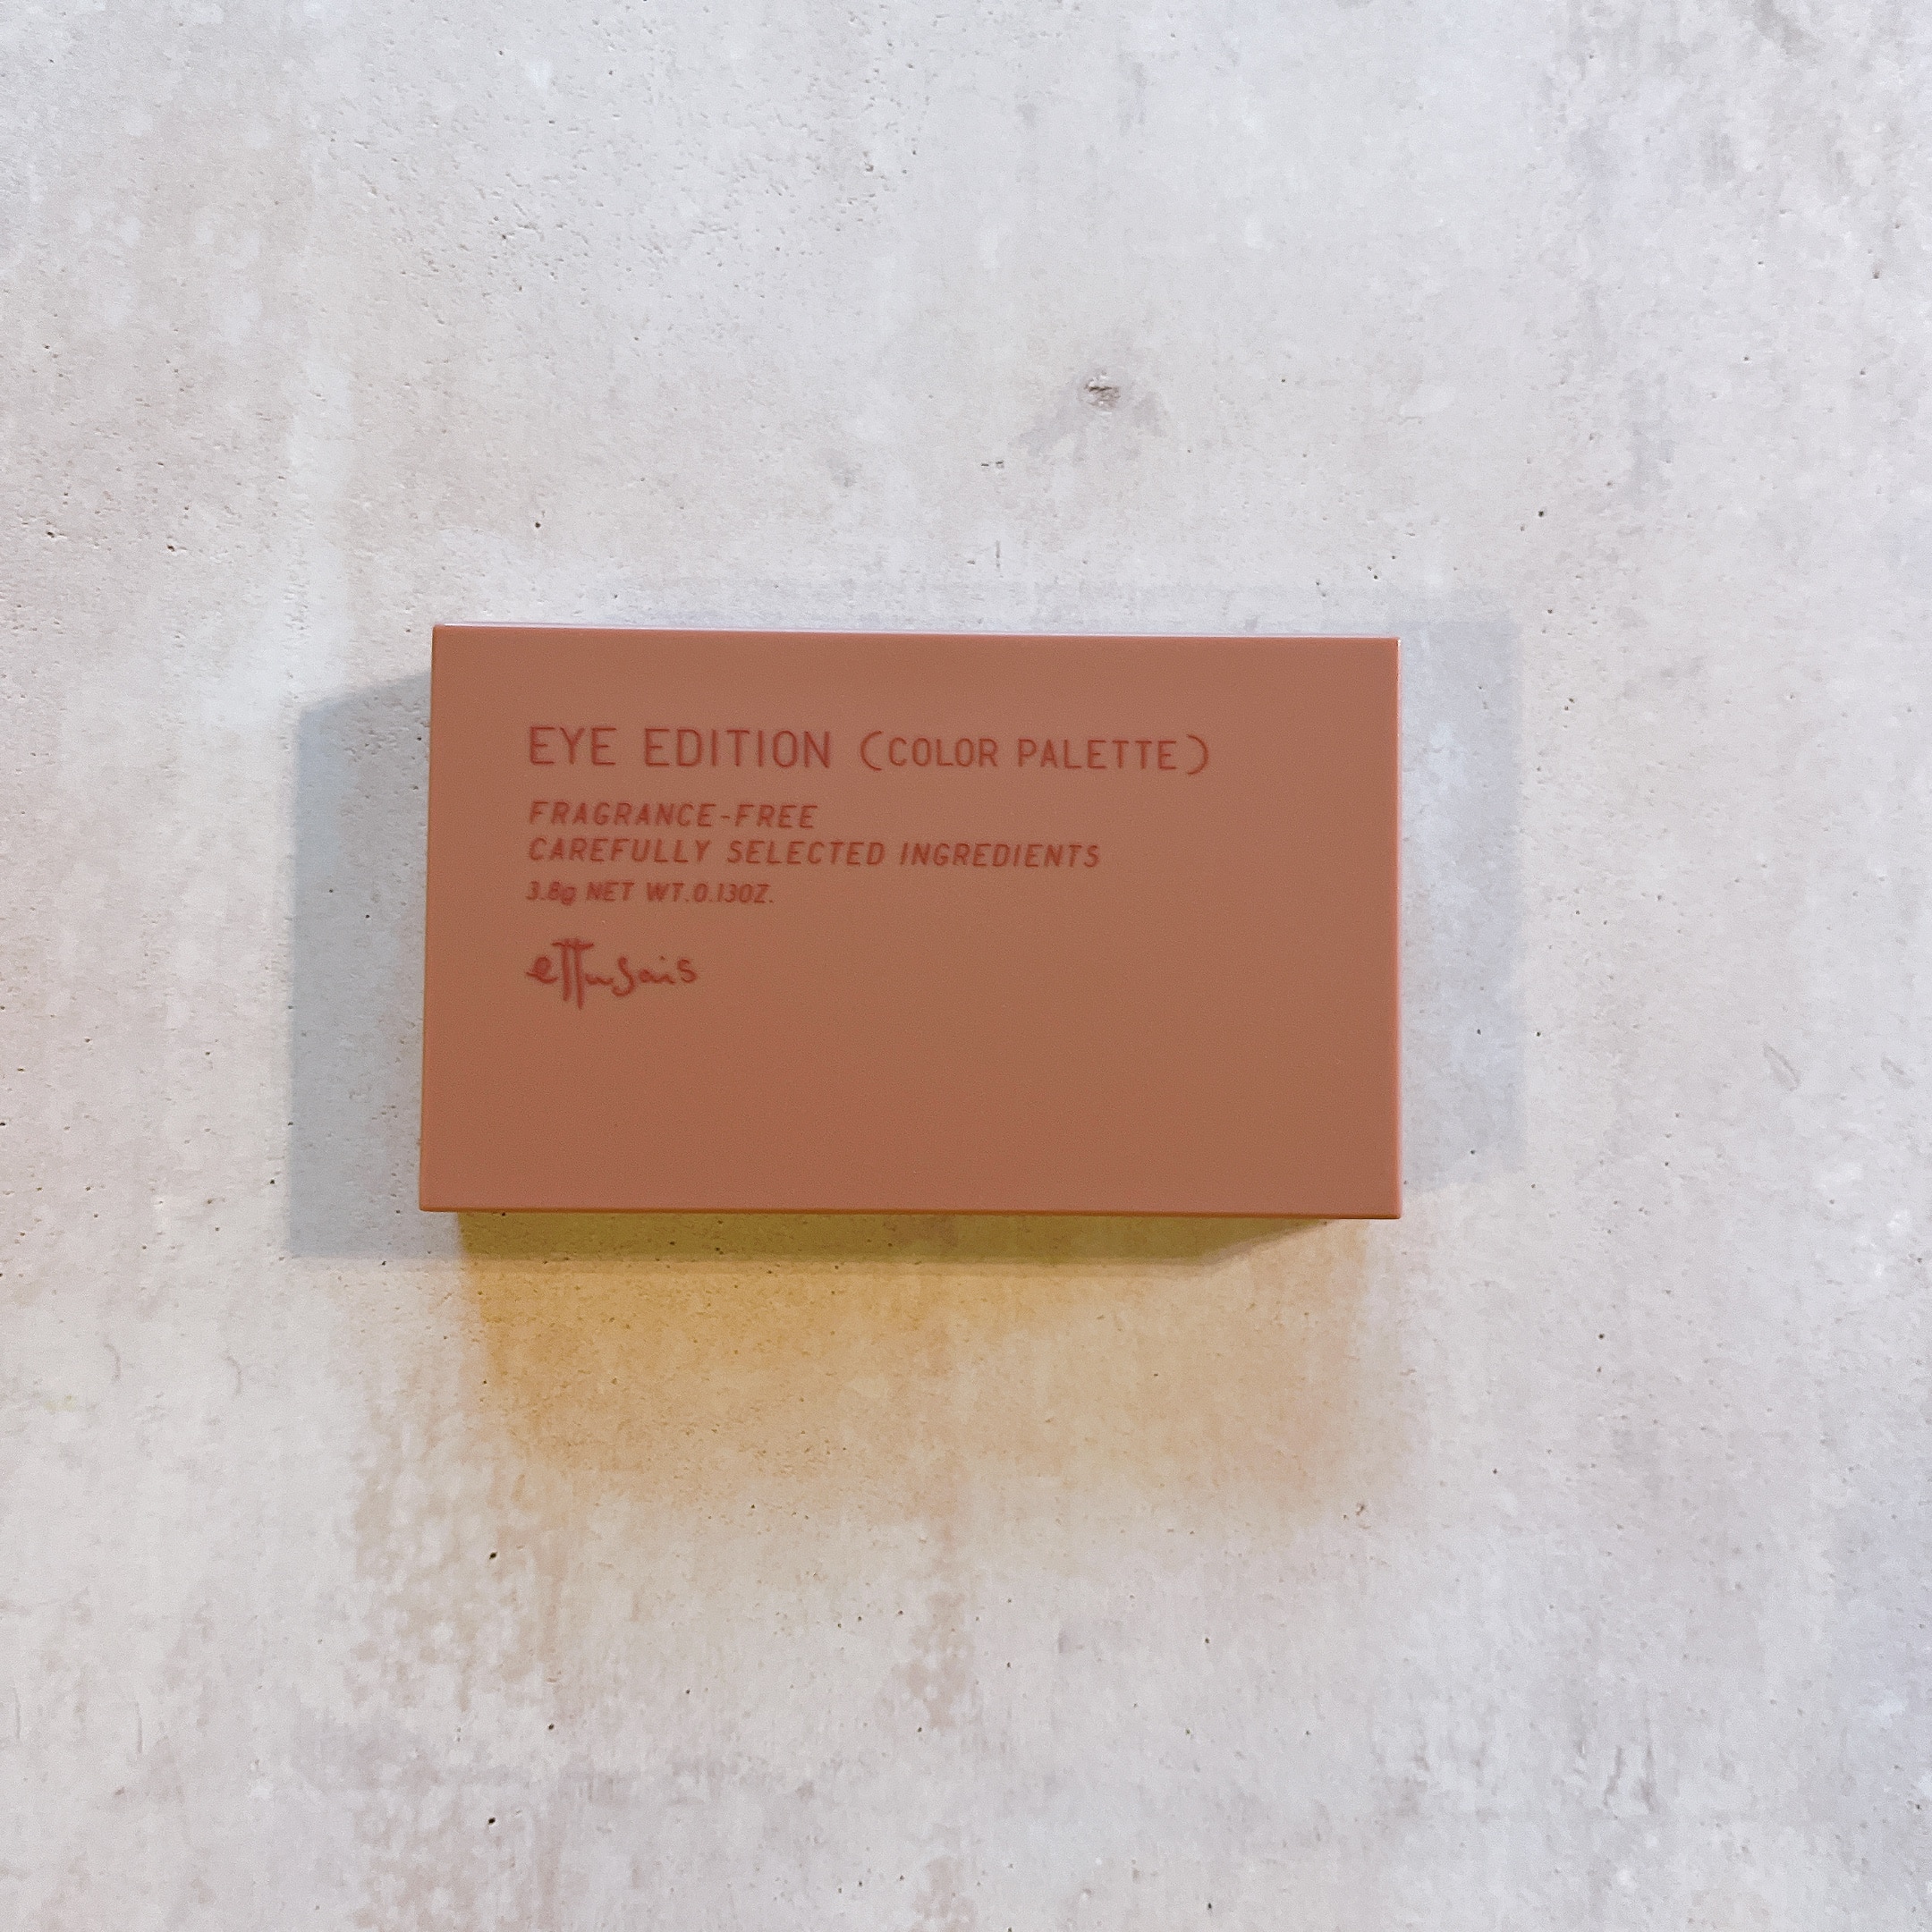 EYE EDITION (COLOR PALETTE)
FRAGRANCE-FREE
CAREFULLY SELECTED INGREDIENTS
3.8g NET WT.0.13OZ.
ettusais